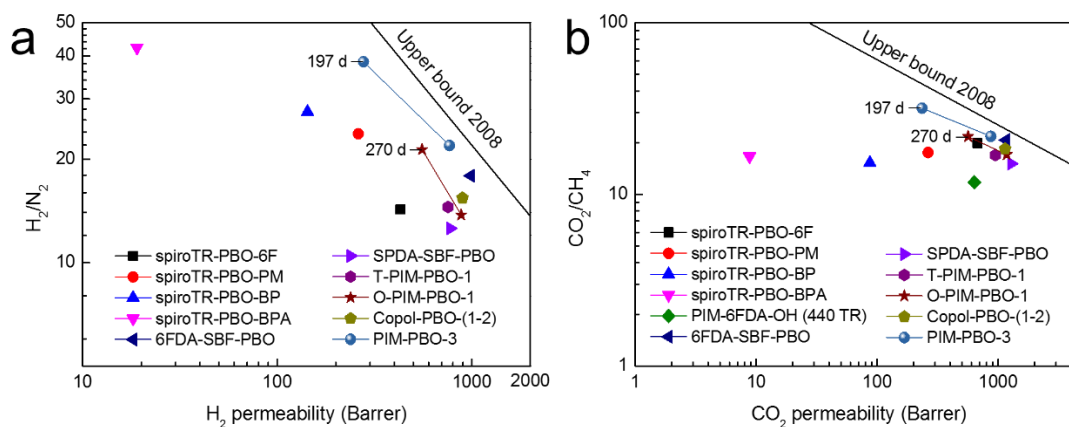 a
50
40
30
20
10
H₂/N₂
10
100
1000
2000
H₂ permeability (Barrer)
Upper bound 2008
197 d
270 d
spiroTR-PBO-6F
spiroTR-PBO-PM
spiroTR-PBO-BP
spiroTR-PBO-BPA
6FDA-SBF-PBO
SPDA-SBF-PBO
T-PIM-PBO-1
O-PIM-PBO-1
Copol-PBO-(1-2)
PIM-PBO-3
b
100
10
1
CO₂/CH₄
1
10
100
1000
CO₂ permeability (Barrer)
Upper bound 2008
197 d
270 d
spiroTR-PBO-6F
spiroTR-PBO-PM
spiroTR-PBO-BP
spiroTR-PBO-BPA
PIM-6FDA-OH (440 TR)
6FDA-SBF-PBO
SPDA-SBF-PBO
T-PIM-PBO-1
O-PIM-PBO-1
Copol-PBO-(1-2)
PIM-PBO-3